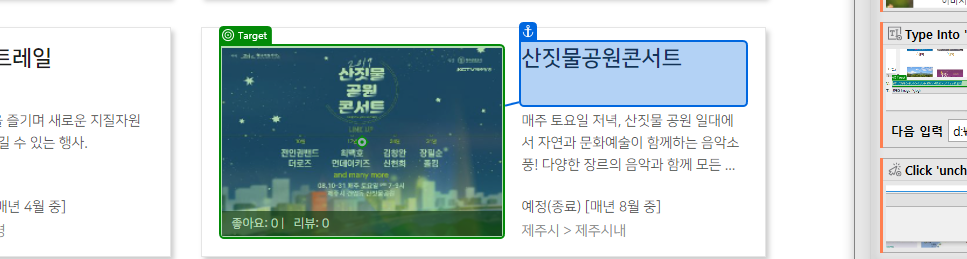 트레일
을 즐기며 새로운 지질자원
길 수 있는 행사.
매년 4월 중]
령
Target
2019
산짓물
공원
콘서트
LINE UP
전인권밴드
더로즈
최백호
안데이키즈
김창완
신현희
장필순
홀킴
and many more
좋아요: 0 | 리뷰: 0
산짓물공원콘서트
매주 토요일 저녁, 산짓물 공원 일대에
서 자연과 문화예술이 함께하는 음악소
풍! 다양한 장르의 음악과 함께 모든 ...
예정(종료) [매년 8월 중]
제주시 > 제주시내
Type Into '
다음 입력 d:₩
Click 'unch